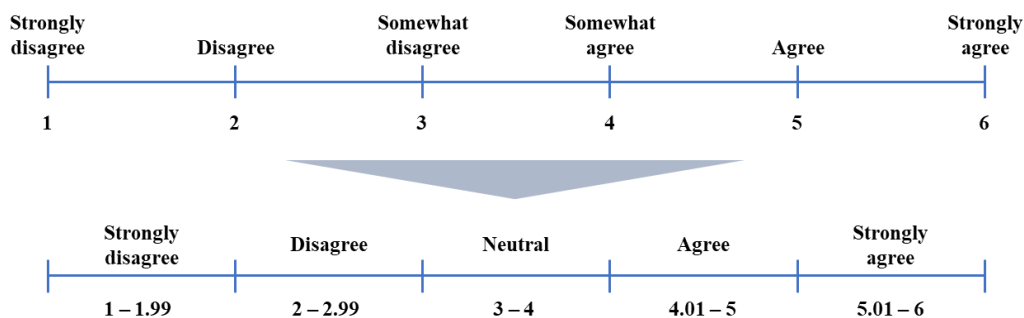 Strongly disagree
Disagree
Somewhat disagree
Somewhat agree
Agree
Strongly agree
1 2 3 4 5 6
Strongly disagree
Disagree
Neutral
Agree
Strongly agree
1 – 1.99 2 – 2.99 3 – 4 4.01 – 5 5.01 – 6